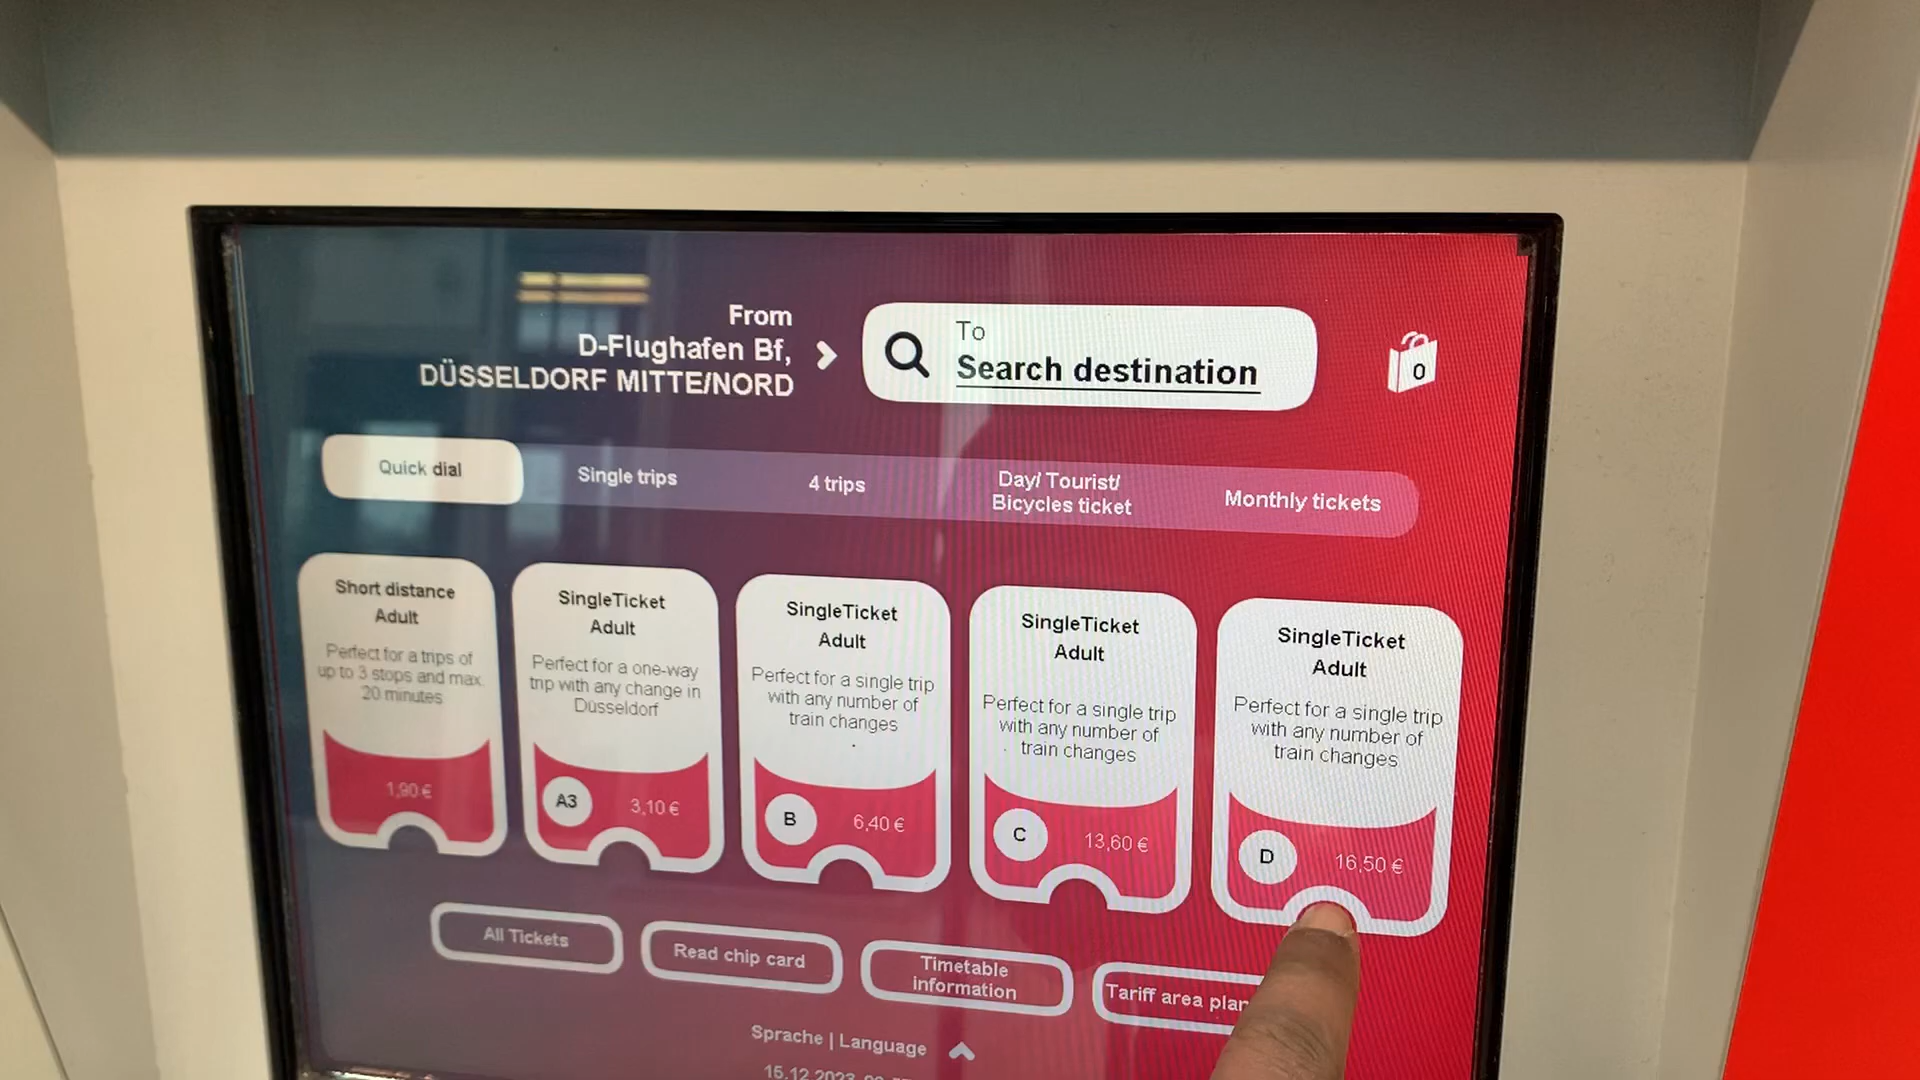 From
D-Flughafen Bf,
DÜSSELDORF MITTE/NORD
To
Search destination
0
Quick dial
Single trips
4 trips
Day/ Tourist/
Bicycles ticket
Monthly tickets
Short distance
Adult
Perfect for a trips of
up to 3 stops and max.
20 minutes
1,90 €
SingleTicket
Adult
Perfect for a one-way
trip with any change in
Düsseldorf
A3
3,10 €
SingleTicket
Adult
Perfect for a single trip
with any number of
train changes
B
6,40 €
SingleTicket
Adult
Perfect for a single trip
with any number of
train changes
C
13,60 €
SingleTicket
Adult
Perfect for a single trip
with any number of
train changes
D
16,50 €
All Tickets
Read chip card
Timetable
information
Tariff area plan
Sprache | Language
15.12.2023